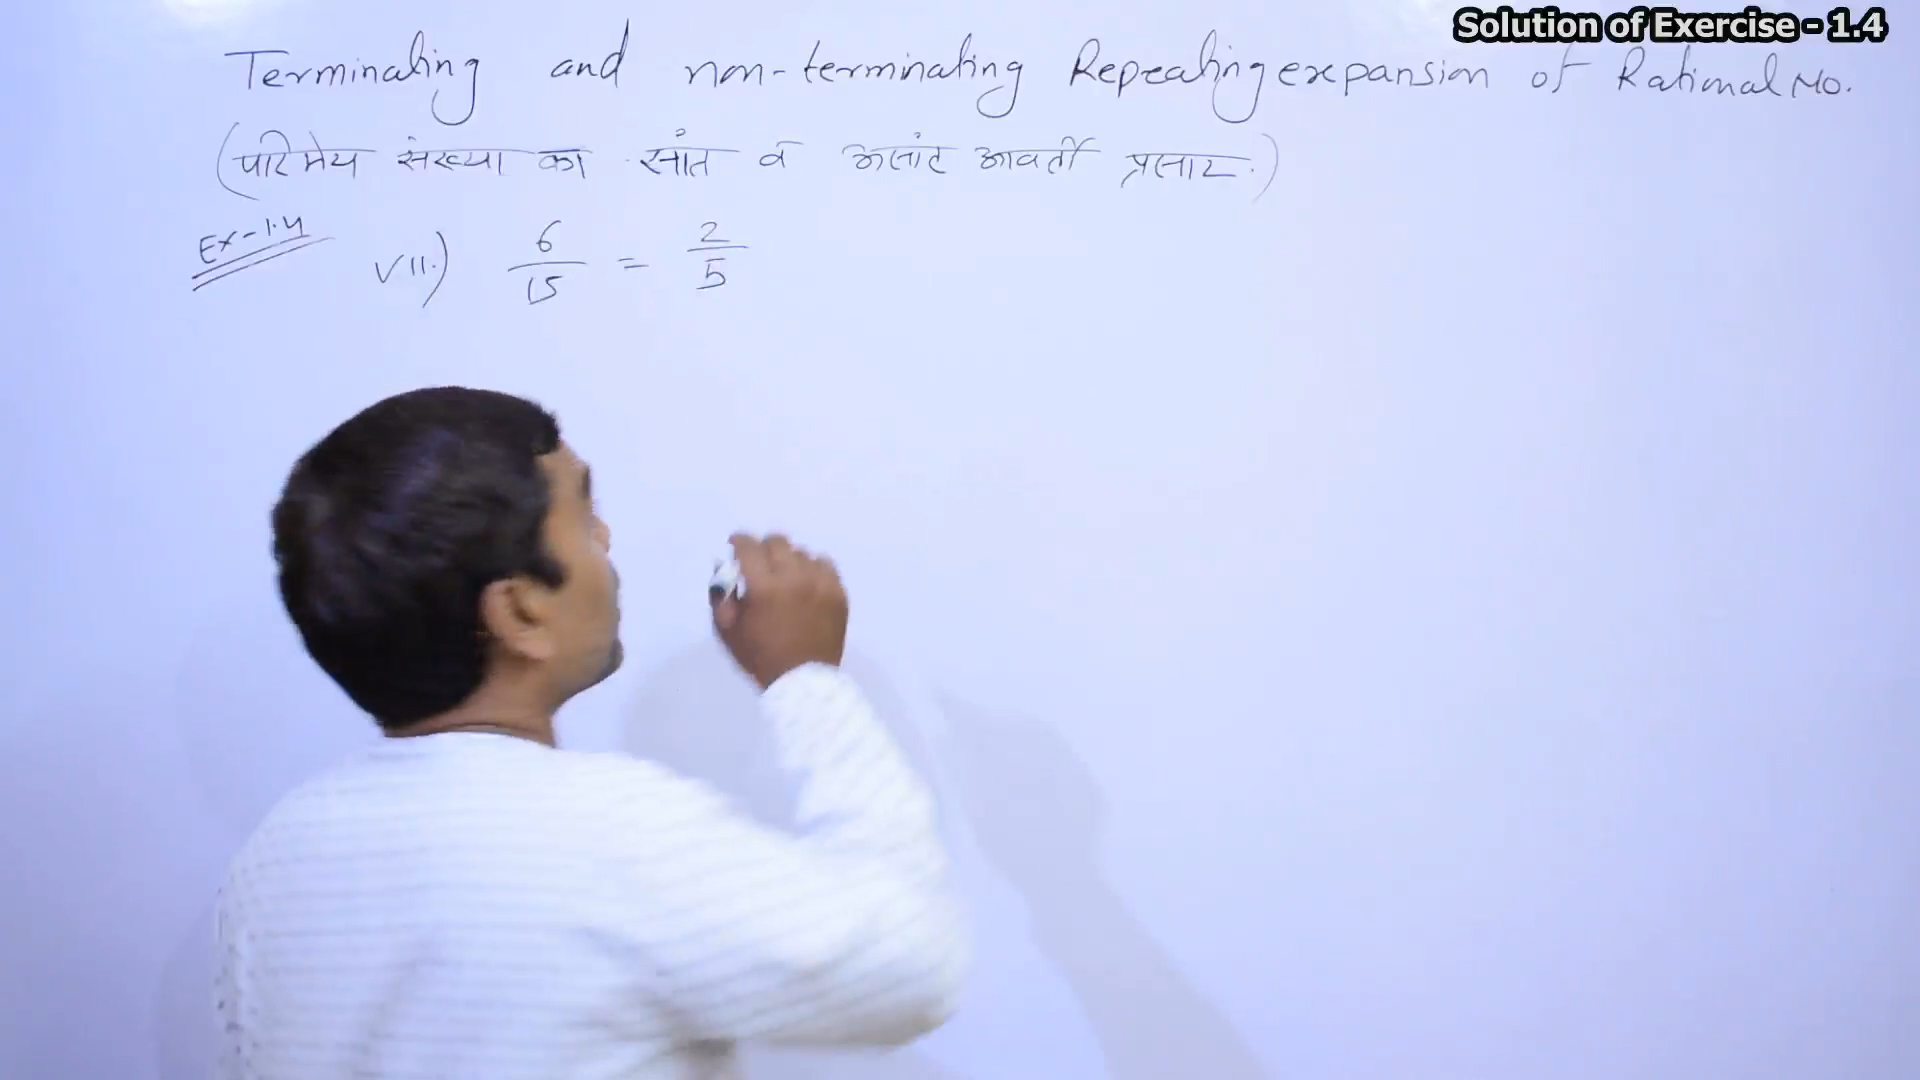 Solution of Exercise - 1.4
Terminating and non-terminating Repeating expansion of Rational No.
(परिमेय संख्या का सांत व असांत आवर्ती प्रसार.)
Ex-1.4
VII.) 6/15 = 2/5